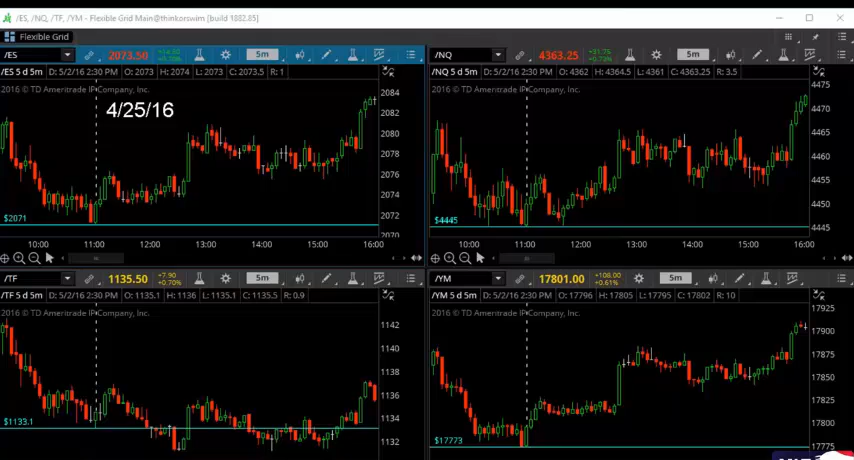 /ES, /NQ, /TF, /YM - Flexible Grid Main@thinkorswim [build 1882.85]
Flexible Grid
/ES 2073.50 5m
/ES 5 d 5m D: 5/2/16 2:30 PM O: 2073 H: 2074 L: 2073 C: 2073.5 R: 1
2016 © TD Ameritrade IP Company, Inc.
4/25/16
2084
2082
2080
2078
2076
2074
2072
2070
$2071
10:00 11:00 12:00 13:00 14:00 15:00 16:00
/NQ 4363.25 +31.75 +0.73% 5m
/NQ 5 d 5m D: 5/2/16 2:30 PM O: 4362 H: 4364.5 L: 4361 C: 4363.25 R: 3.5
2016 © TD Ameritrade IP Company, Inc.
4475
4470
4465
4460
4455
4450
4445
$4445
10:00 11:00 12:00 13:00 14:00 15:00 16:00
/TF 1135.50 +7.90 +0.70% 5m
/TF 5 d 5m D: 5/2/16 2:30 PM O: 1135.1 H: 1136 L: 1135.1 C: 1135.5 R: 0.9
2016 © TD Ameritrade IP Company, Inc.
1142
1140
1138
1136
1134
1132
$1133.1
/YM 17801.00 +108.00 +0.61% 5m
/YM 5 d 5m D: 5/2/16 2:30 PM O: 17796 H: 17805 L: 17795 C: 17802 R: 10
2016 © TD Ameritrade IP Company, Inc.
17925
17900
17875
17850
17825
17800
17775
$17773